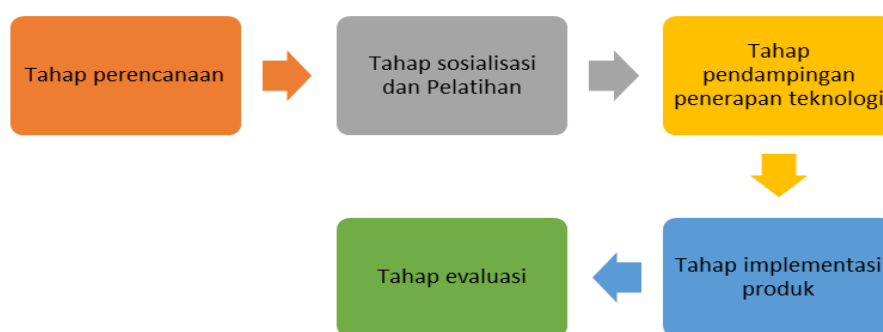 Tahap perencanaan
Tahap sosialisasi
dan Pelatihan
Tahap
pendampingan
penerapan teknologi
Tahap implementasi
produk
Tahap evaluasi